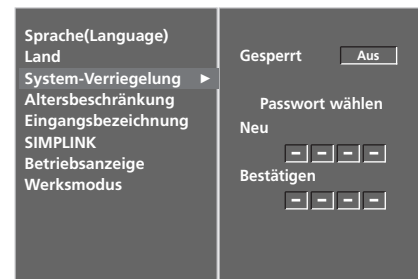 Sprache(Language)
Land
System-Verriegelung ►
Altersbeschränkung
Eingangsbezeichnung
SIMPLINK
Betriebsanzeige
Werksmodus
Gesperrt Aus
Passwort wählen
Neu
– – – –
Bestätigen
– – – –